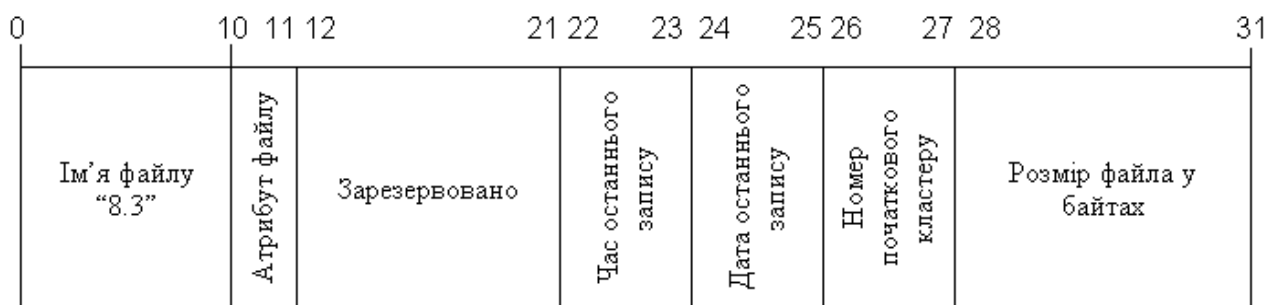 0 10 11 12 21 22 23 24 25 26 27 28 31
Ім’я файлу
“8.3”
Атрибут файлу
Зарезервовано
Час останнього
запису
Дата останнього
запису
Номер
початкового
кластеру
Розмір файла у
байтах